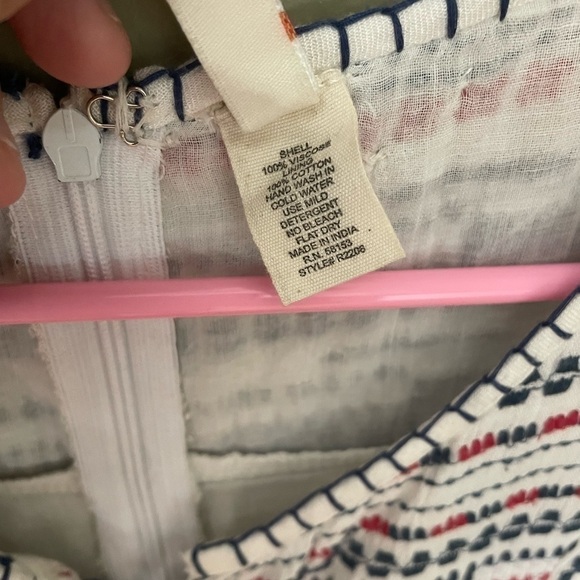 SHELL
100% VISCOSE
LINING
100% COTTON
HAND WASH IN
COLD WATER
USE MILD
DETERGENT
NO BLEACH
FLAT DRY
MADE IN INDIA
R.N. 58153
STYLE# R2208